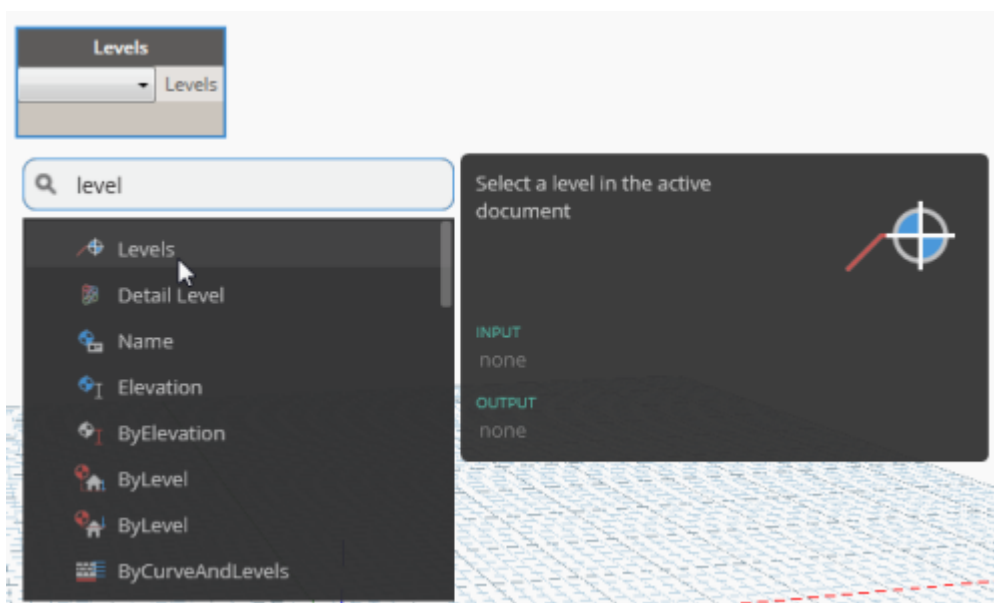 Levels
Levels
level
Levels
Detail Level
Name
Elevation
ByElevation
ByLevel
ByLevel
ByCurveAndLevels
Select a level in the active
document
INPUT
none
OUTPUT
none